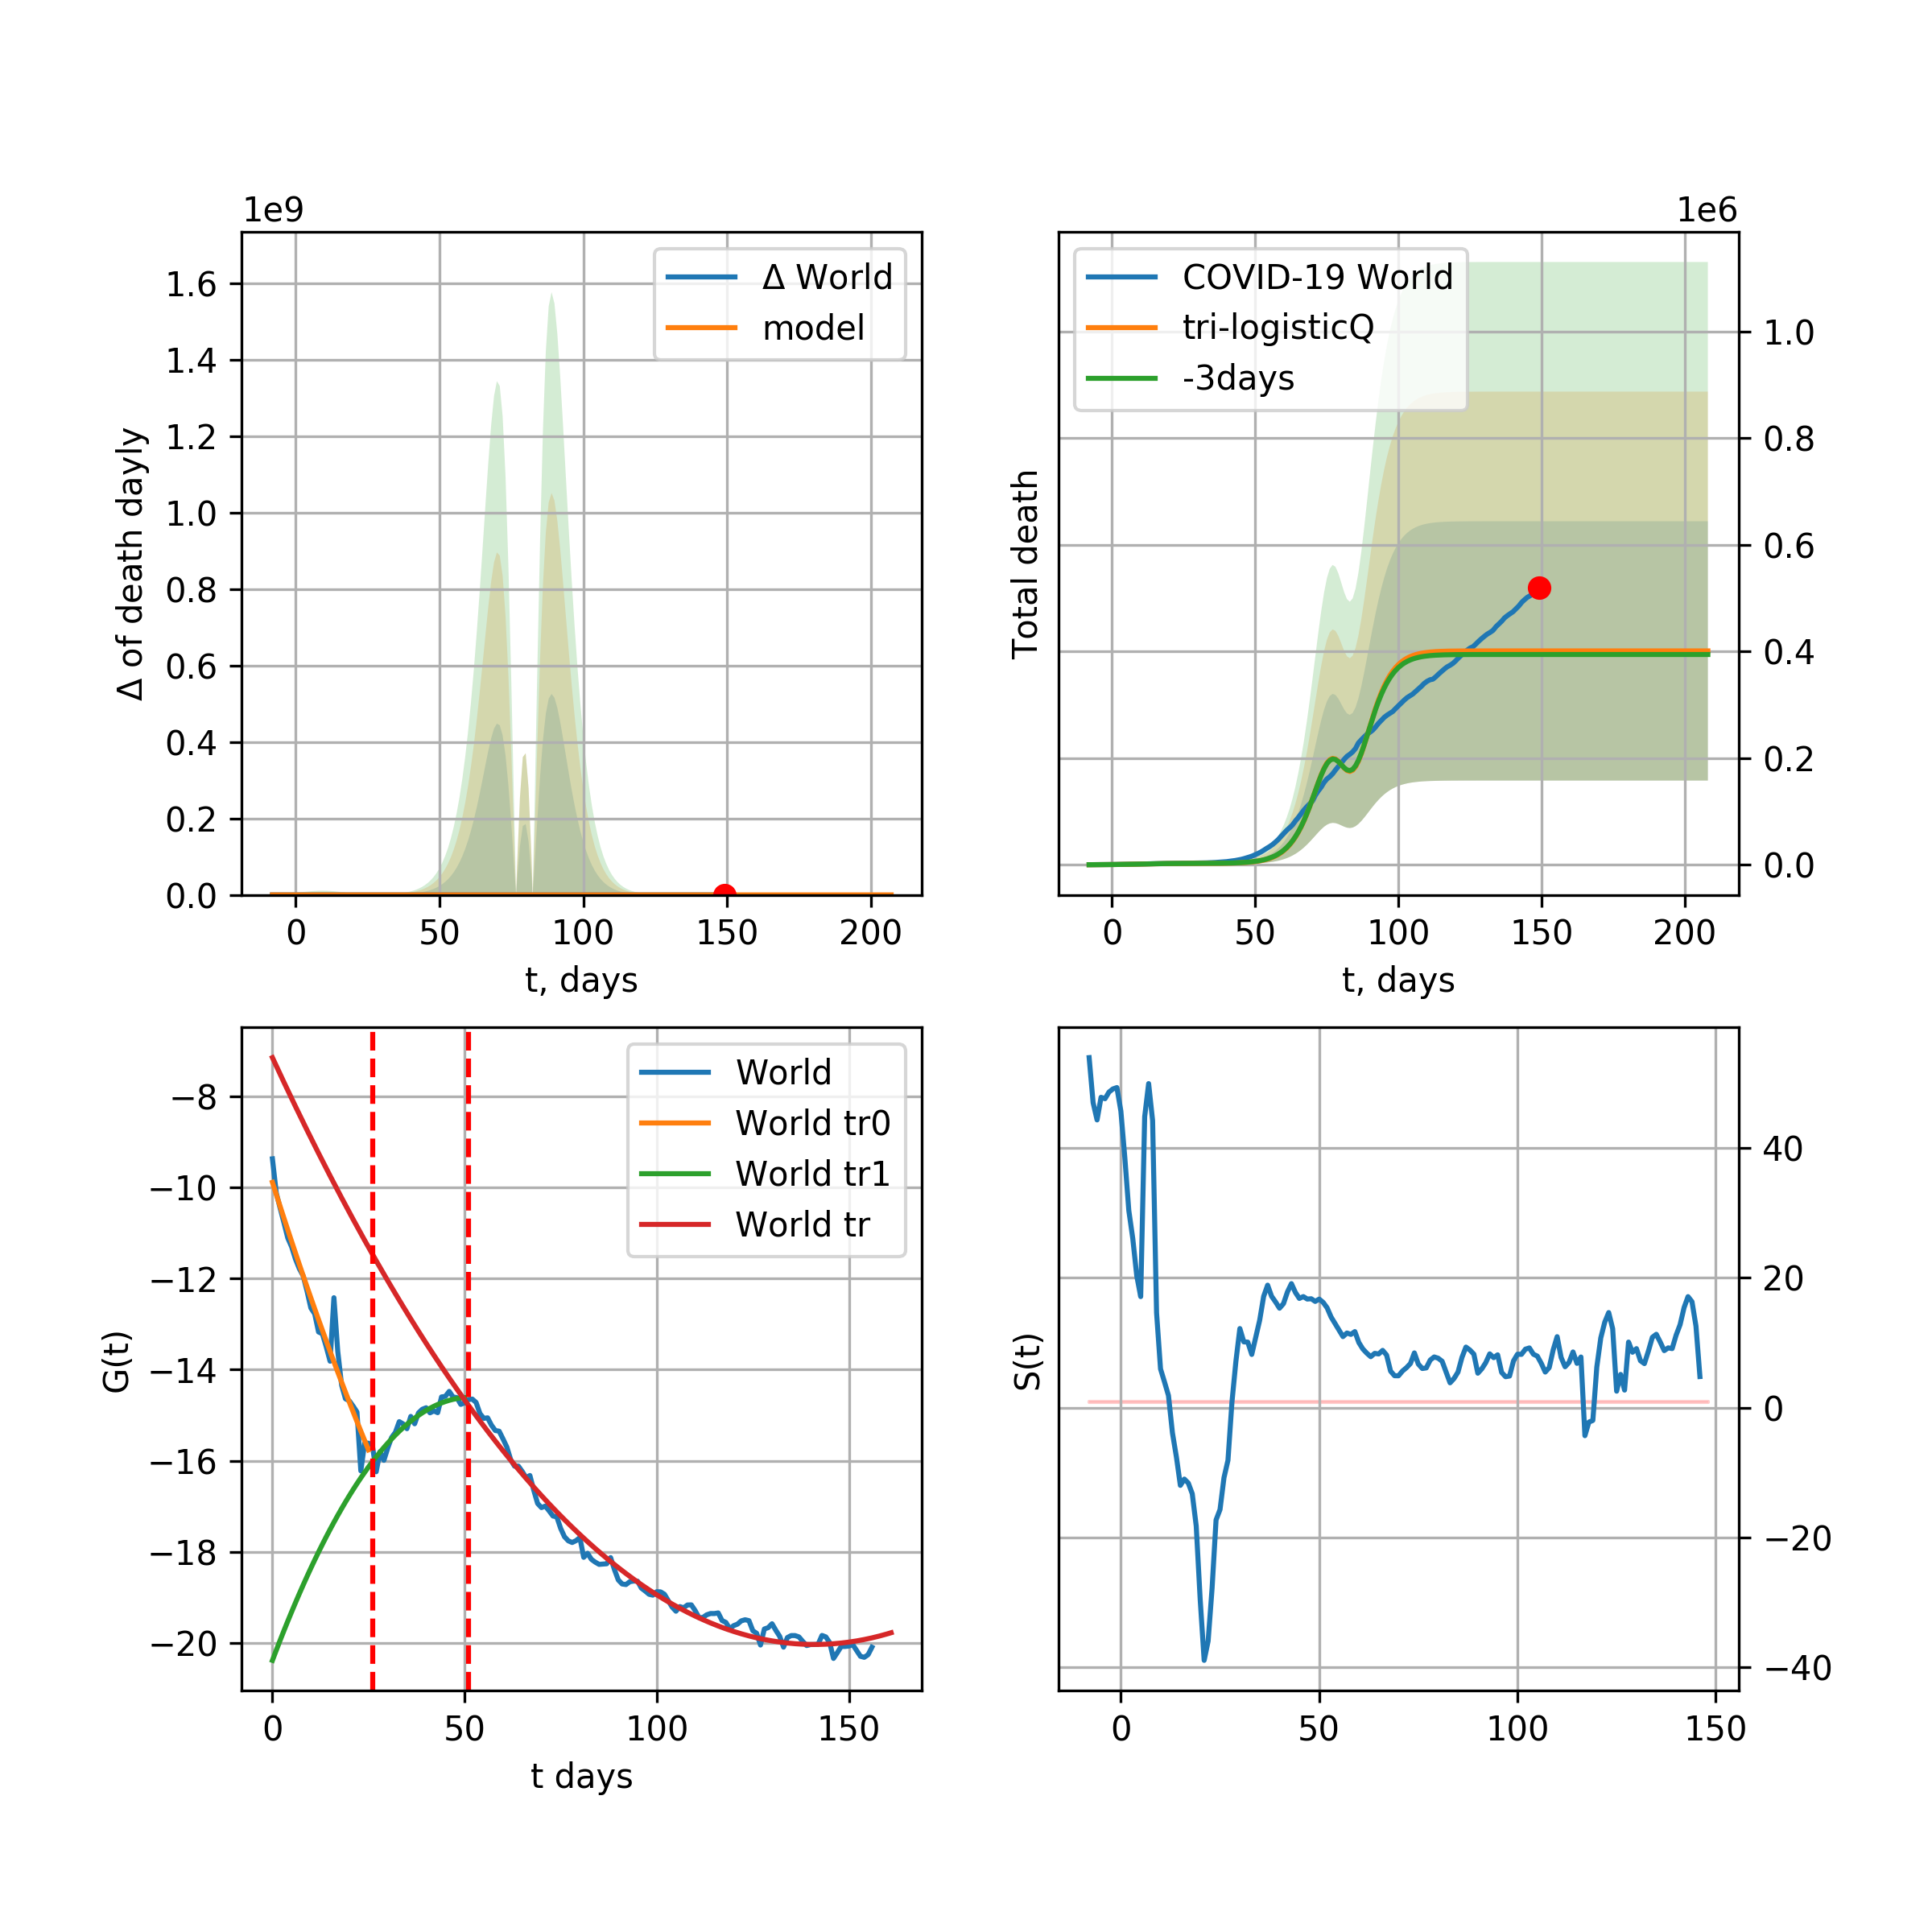 1e9
Δ World
model
1.6
1.4
1.2
1.0
0.8
0.6
0.4
0.2
0.0
Δ of death dayly
0
50
100
150
200
t, days
1e6
COVID-19 World
tri-logisticQ
-3days
1.0
0.8
0.6
0.4
0.2
0.0
Total death
0
50
100
150
200
t, days
World
World tr0
World tr1
World tr
−8
−10
−12
−14
−16
−18
−20
G(t)
0
50
100
150
t days
40
20
0
−20
−40
S(t)
0
50
100
150